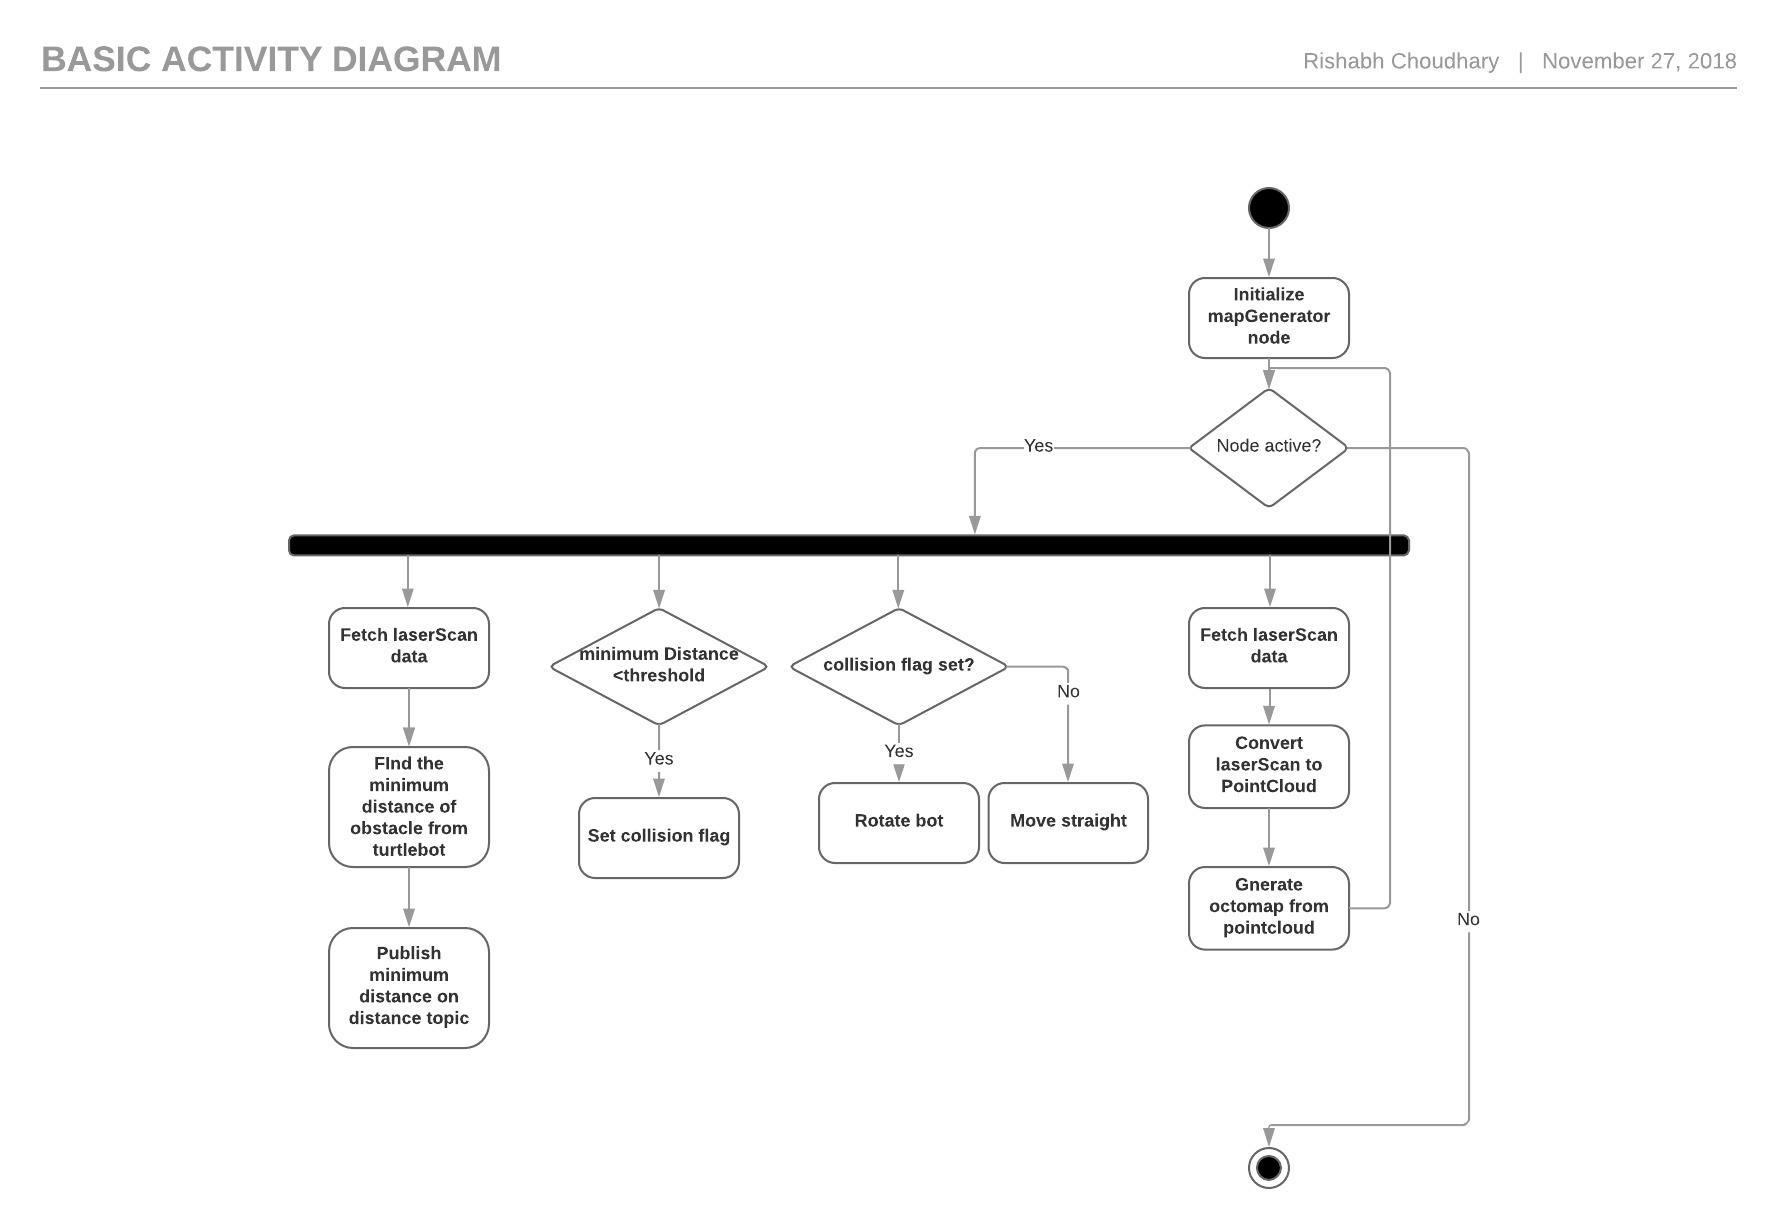 BASIC ACTIVITY DIAGRAM
Rishabh Choudhary | November 27, 2018
Initialize
mapGenerator
node
Node active?
Yes
No
Fetch laserScan
data
FInd the
minimum
distance of
obstacle from
turtlebot
Publish
minimum
distance on
distance topic
minimum Distance
<threshold
Yes
Set collision flag
collision flag set?
Yes
No
Rotate bot
Move straight
Fetch laserScan
data
Convert
laserScan to
PointCloud
Gnerate
octomap from
pointcloud